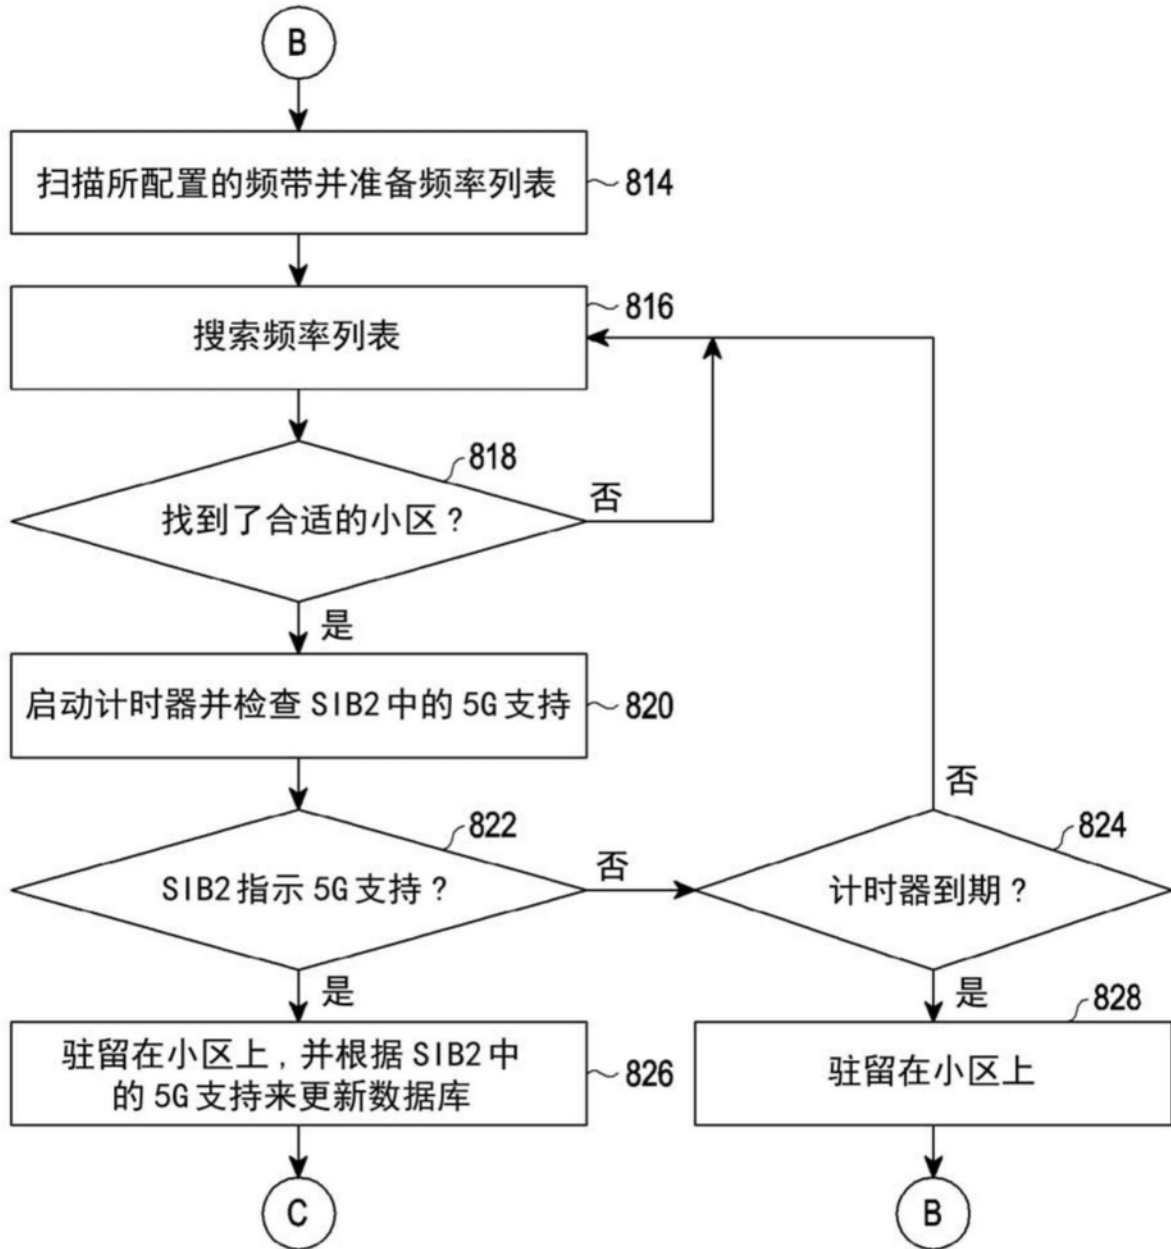 B
扫描所配置的频带并准备频率列表
814
搜索频率列表
816
818
找到了合适的小区？
否
是
启动计时器并检查 SIB2 中的 5G 支持
820
否
822
824
SIB2 指示 5G 支持？
否
计时器到期？
是
是
828
驻留在小区上，并根据 SIB2 中
的 5G 支持来更新数据库
826
驻留在小区上
C
B